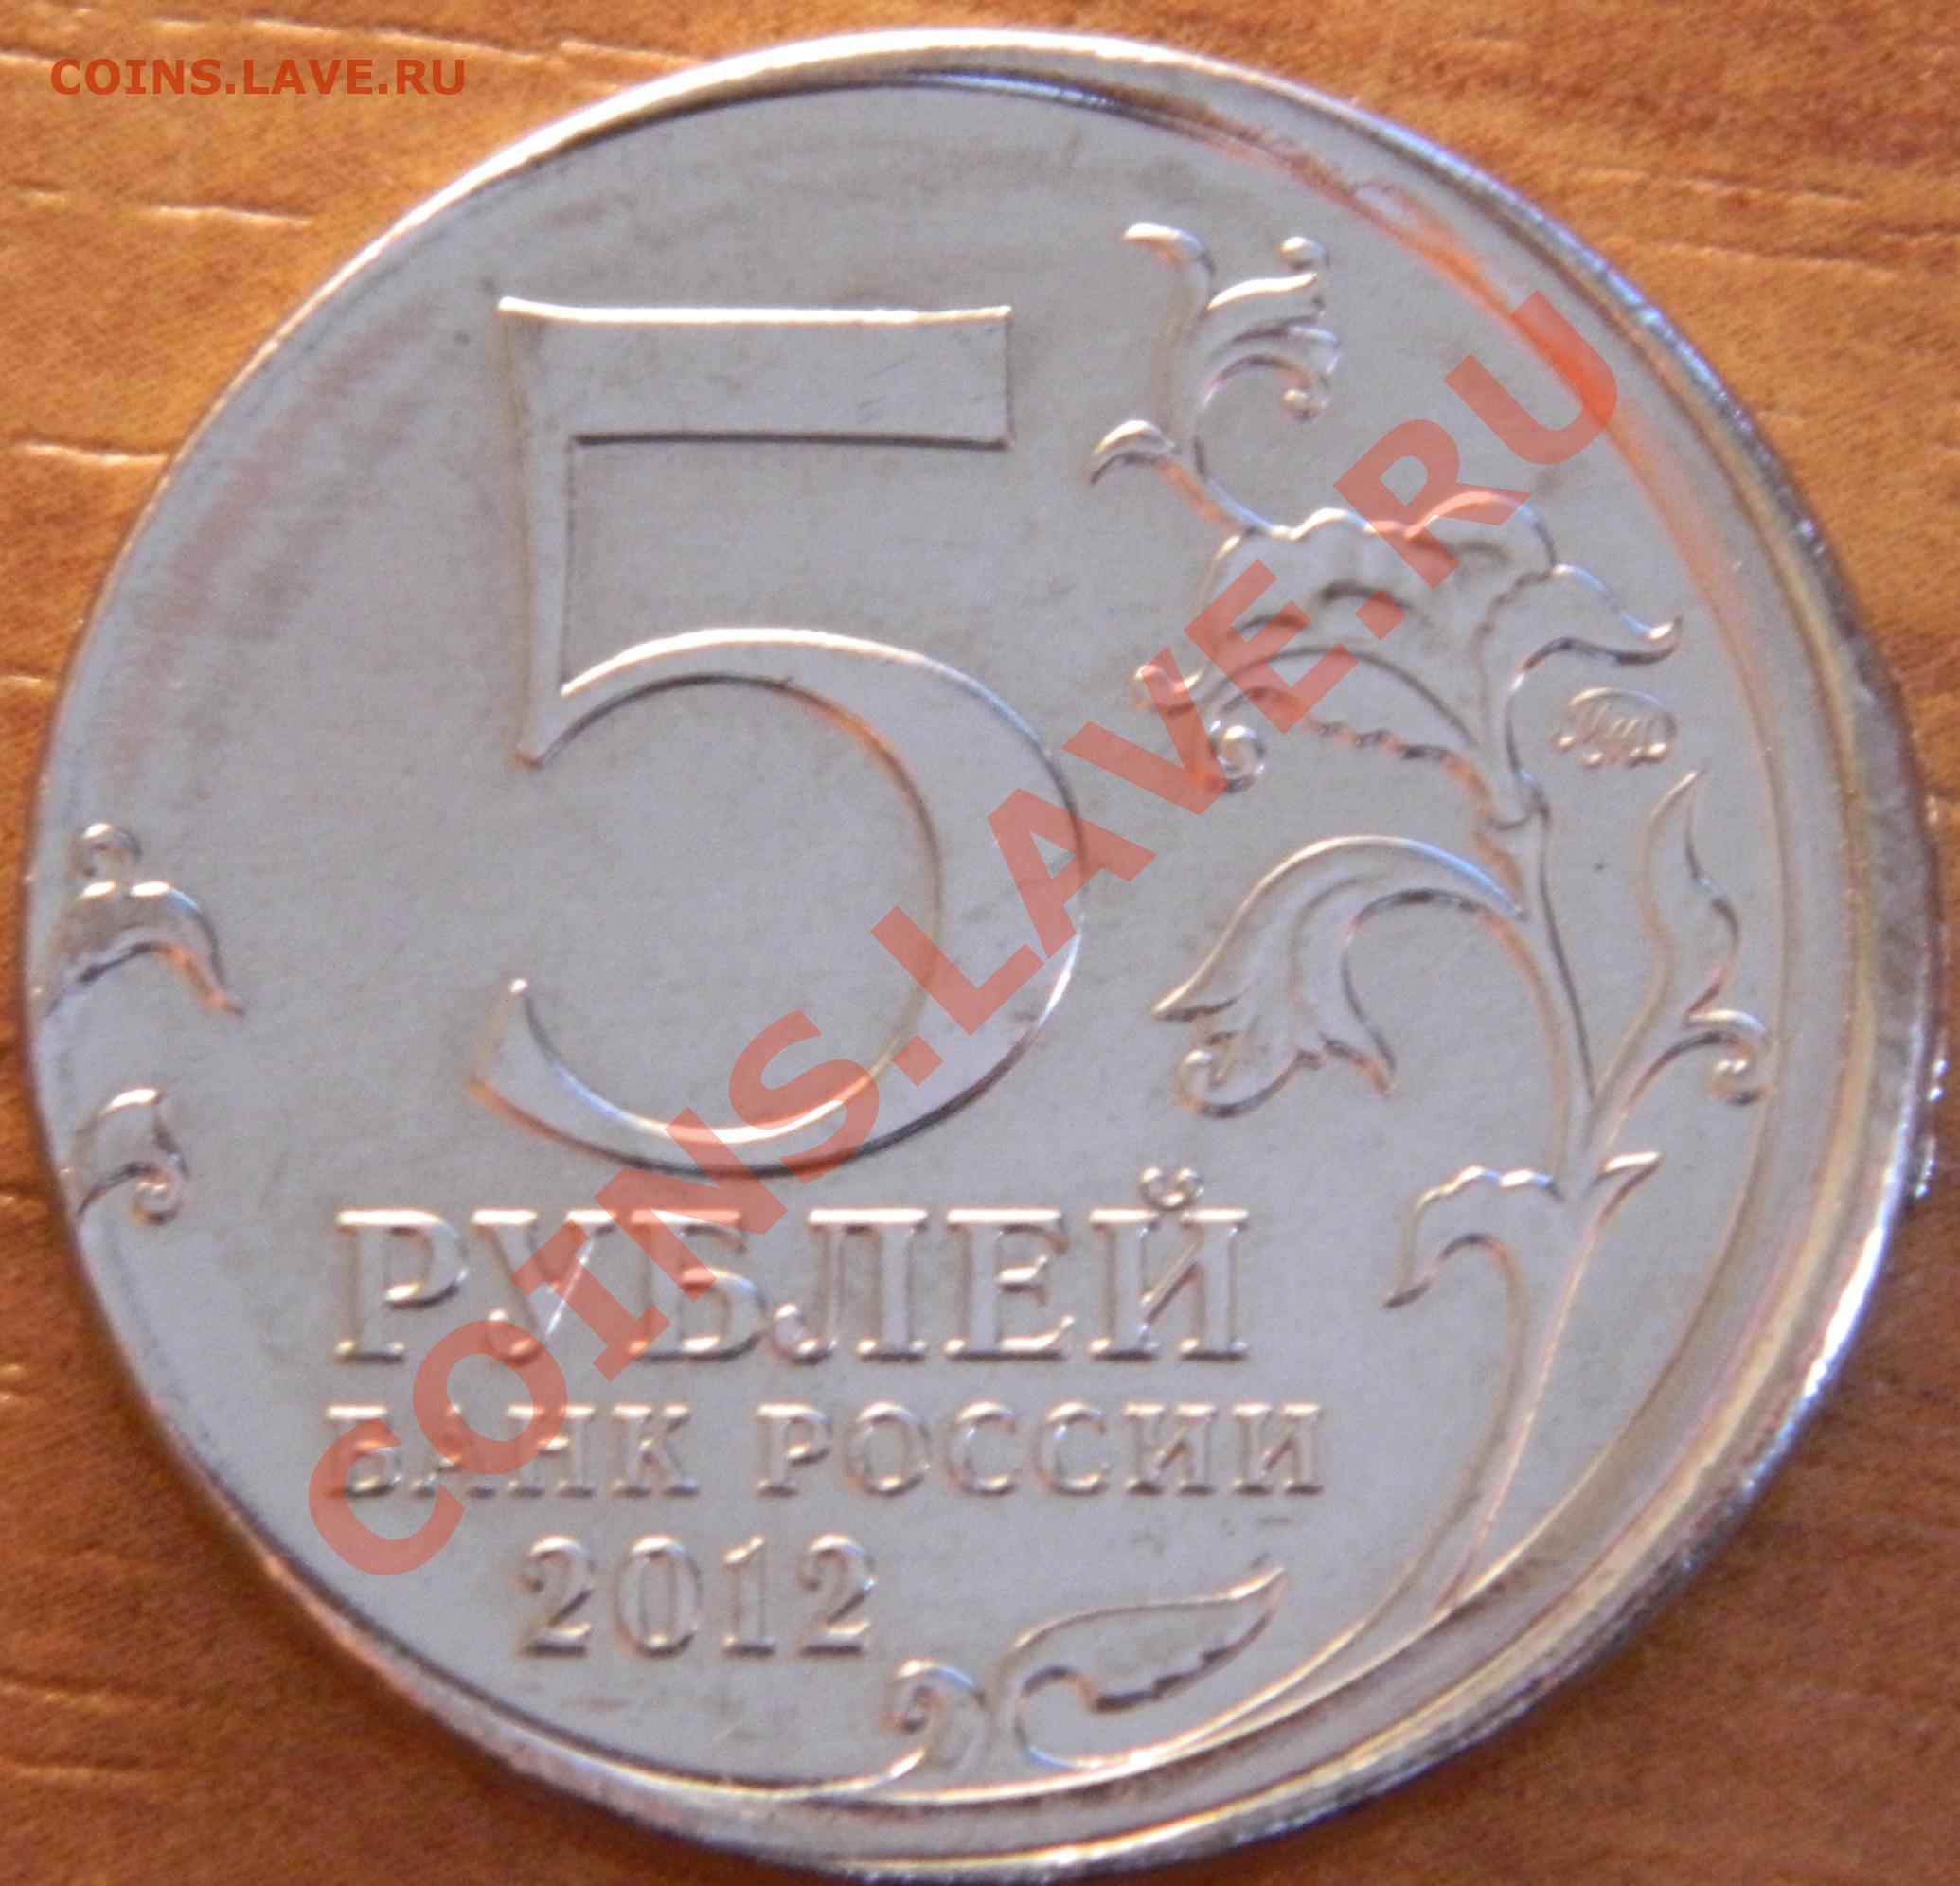 COINS.LAVE.RU
5
РУБЛЕЙ
БАНК РОССИИ
2012
COINS.LAVE.RU